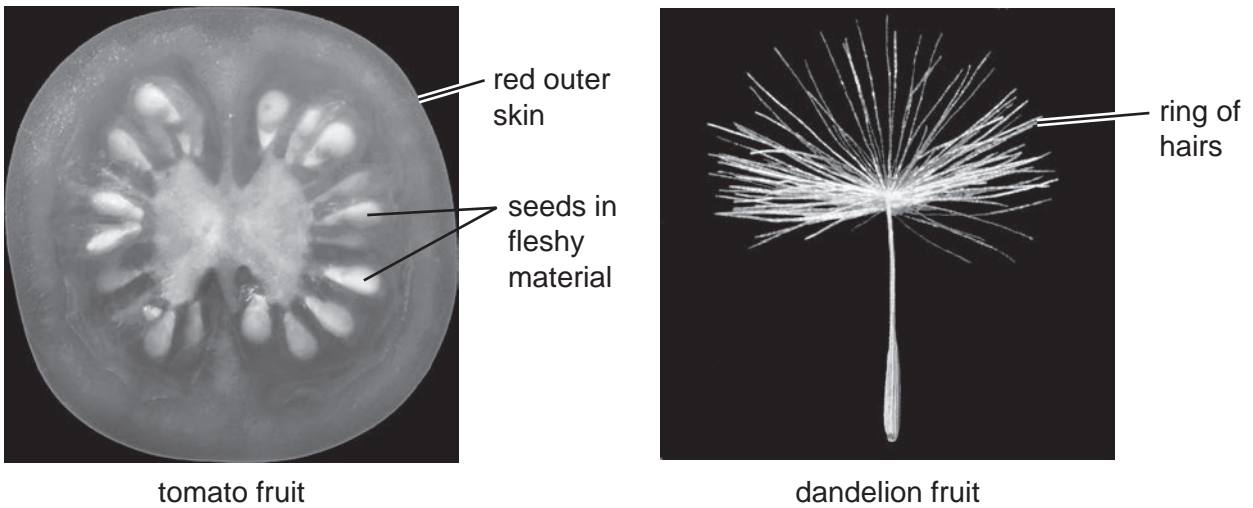 red outer
skin
seeds in
fleshy
material
ring of
hairs
tomato fruit
dandelion fruit